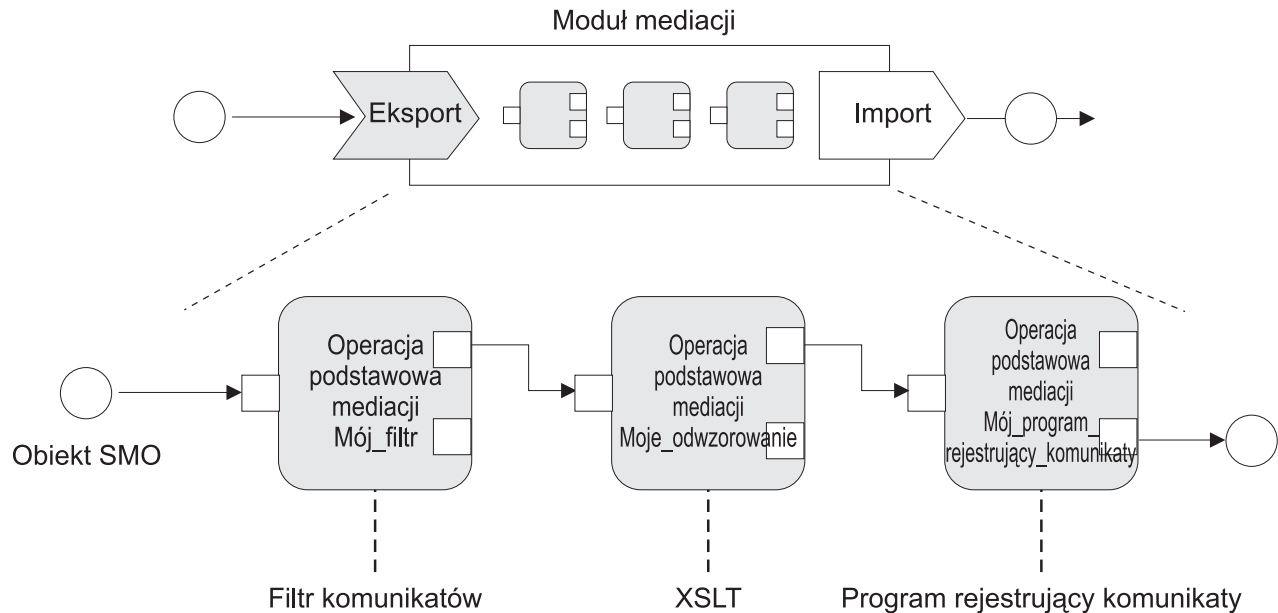 Moduł mediacji
Eksport
Import
Operacja
podstawowa
mediacji
Mój_filtr
Operacja
podstawowa
mediacji
Moje_odwzorowanie
Operacja
podstawowa
mediacji
Mój_program_
rejestrujący_komunikaty
Obiekt SMO
Filtr komunikatów
XSLT
Program rejestrujący komunikaty